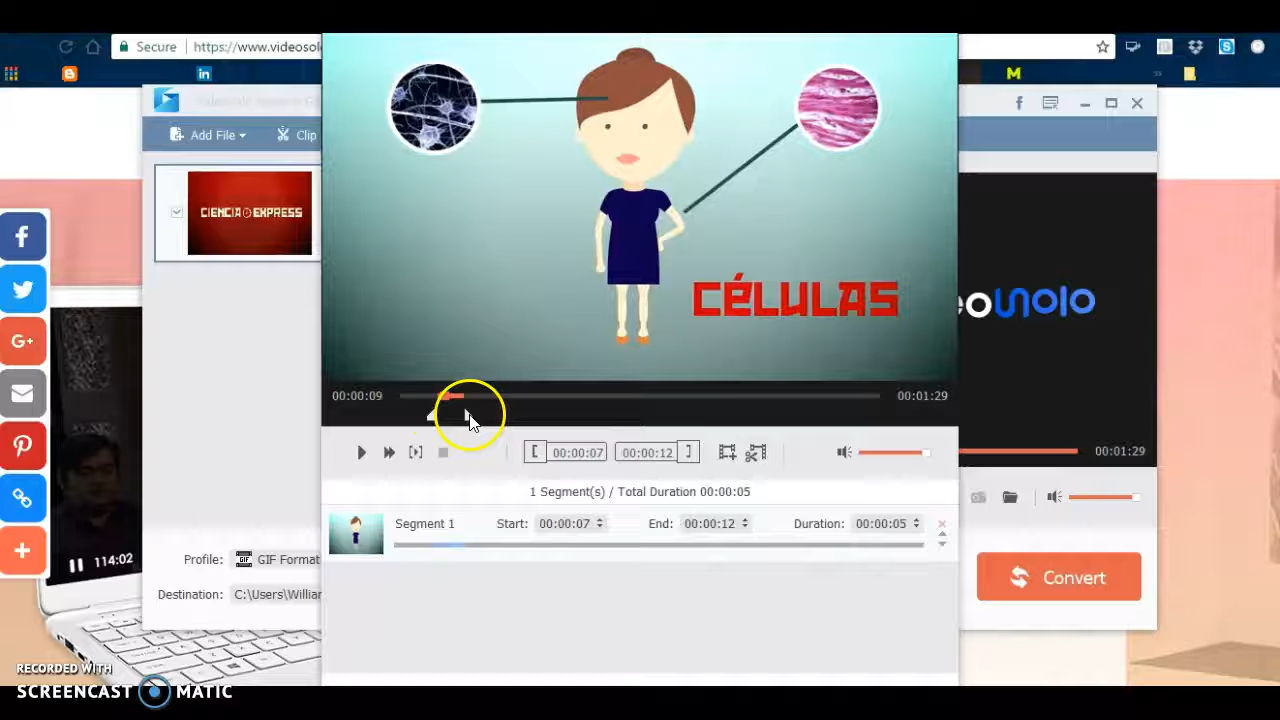 Secure
https://www.videosol
in
M
f
Add File
Clip
CIENCIA EXPRESS
CÉLULAS
eosolo
00:00:09
00:01:29
[ 00:00:07
00:00:12 ]
00:01:29
1 Segment(s) / Total Duration 00:00:05
Segment 1
Start: 00:00:07
End: 00:00:12
Duration: 00:00:05
G+
114:02
Profile:
GIF
GIF Format
Convert
Destination:
C:\Users\Willian
RECORDED WITH
SCREENCAST MATIC